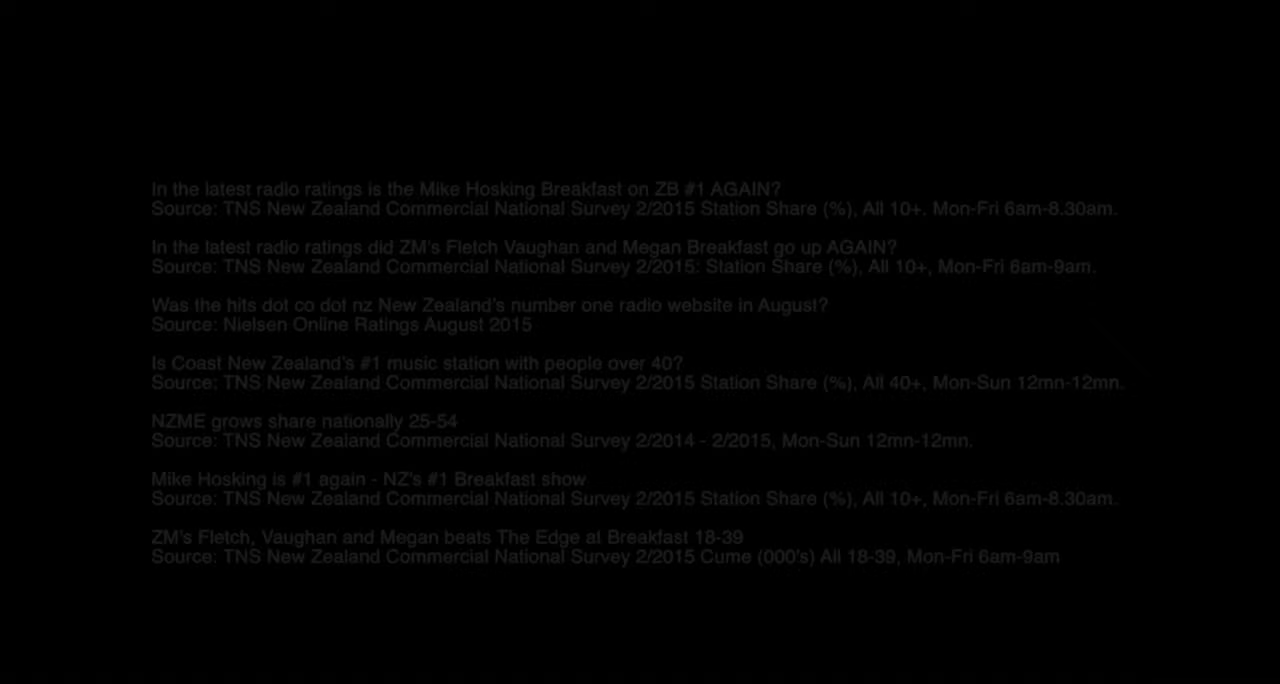 In the latest radio ratings is the Mike Hosking Breakfast on ZB #1 AGAIN?
Source: TNS New Zealand Commercial National Survey 2/2015 Station Share (%), All 10+. Mon-Fri 6am-8.30am.
In the latest radio ratings did ZM's Fletch Vaughan and Megan Breakfast go up AGAIN?
Source: TNS New Zealand Commercial National Survey 2/2015: Station Share (%), All 10+, Mon-Fri 6am-9am.
Was the hits dot co dot nz New Zealand's number one radio website in August?
Source: Nielsen Online Ratings August 2015
Is Coast New Zealand's #1 music station with people over 40?
Source: TNS New Zealand Commercial National Survey 2/2015 Station Share (%), All 40+, Mon-Sun 12mn-12mn.
NZME grows share nationally 25-54
Source: TNS New Zealand Commercial National Survey 2/2014 - 2/2015, Mon-Sun 12mn-12mn.
Mike Hosking is #1 again - NZ's #1 Breakfast show
Source: TNS New Zealand Commercial National Survey 2/2015 Station Share (%), All 10+, Mon-Fri 6am-8.30am.
ZM's Fletch, Vaughan and Megan beats The Edge at Breakfast 18-39
Source: TNS New Zealand Commercial National Survey 2/2015 Cume (000's) All 18-39, Mon-Fri 6am-9am